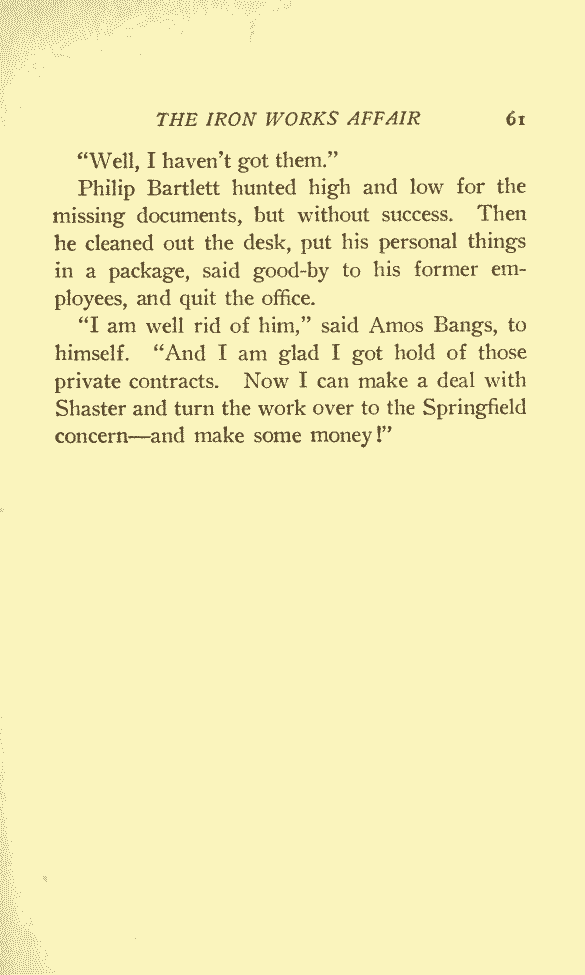 THE IRON WORKS AFFAIR 61
“Well, I haven’t got them.”
Philip Bartlett hunted high and low for the
missing documents, but without success. Then
he cleaned out the desk, put his personal things
in a package, said good-by to his former em-
ployees, and quit the office.
“I am well rid of him,” said Amos Bangs, to
himself. “And I am glad I got hold of those
private contracts. Now I can make a deal with
Shaster and turn the work over to the Springfield
concern—and make some money!”